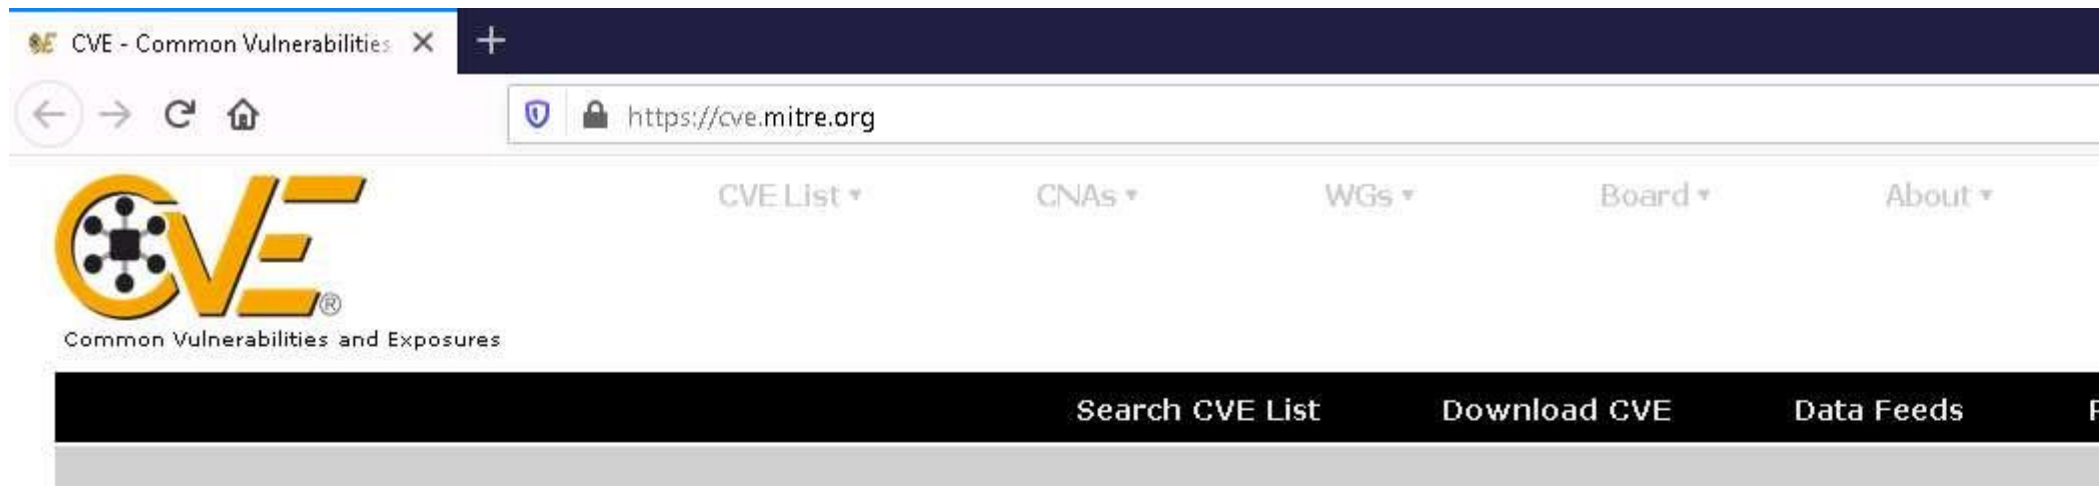 CVE - Common Vulnerabilities
https://cve.mitre.org
CVE List CNAs WGs Board About
CVE®
Common Vulnerabilities and Exposures
Search CVE List Download CVE Data Feeds